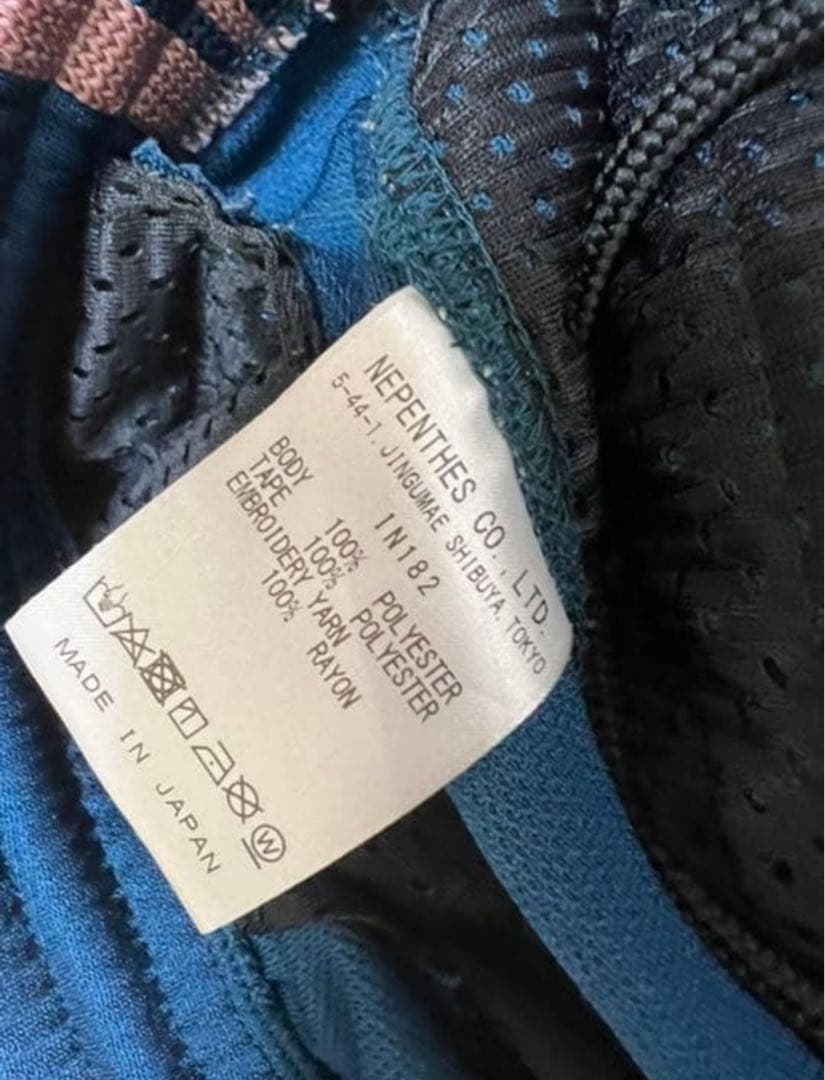 NEPENTHES CO., LTD.
5-44-1, JINGUMAE SHIBUYA, TOKYO
IN182
BODY 100% POLYESTER
TAPE 100% POLYESTER
EMBROIDERY YARN
100% RAYON
W
MADE IN JAPAN